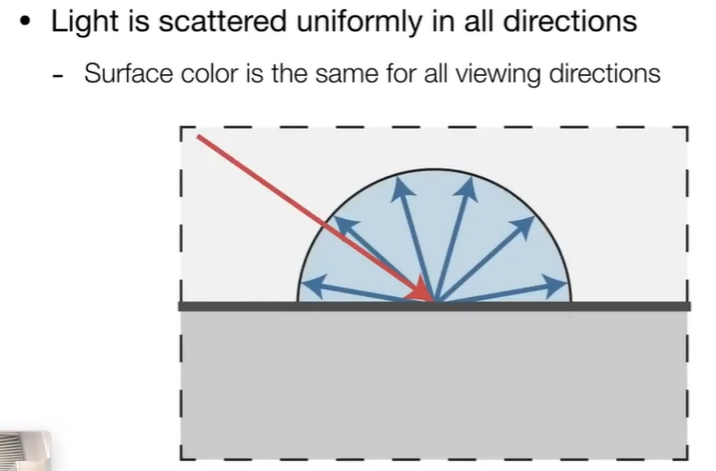 • Light is scattered uniformly in all directions
- Surface color is the same for all viewing directions